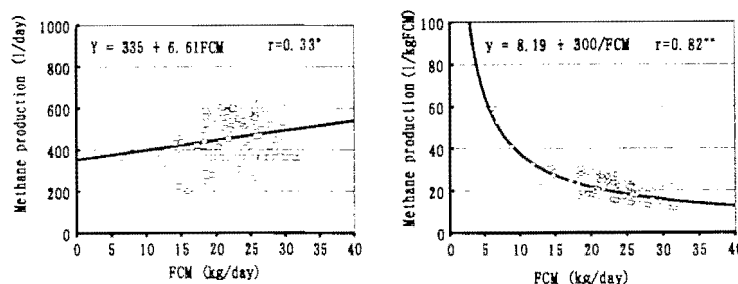 Y = 335 + 6.61FCM r=0.33*
Methane production (l/day)
1000
800
600
400
200
0
0 5 10 15 20 25 30 35 40
FCM (kg/day)
y = 8.19 + 300/FCM r=0.82**
Methane production (l/kgFCM)
100
80
60
40
20
0
0 5 10 15 20 25 30 35 40
FCM (kg/day)